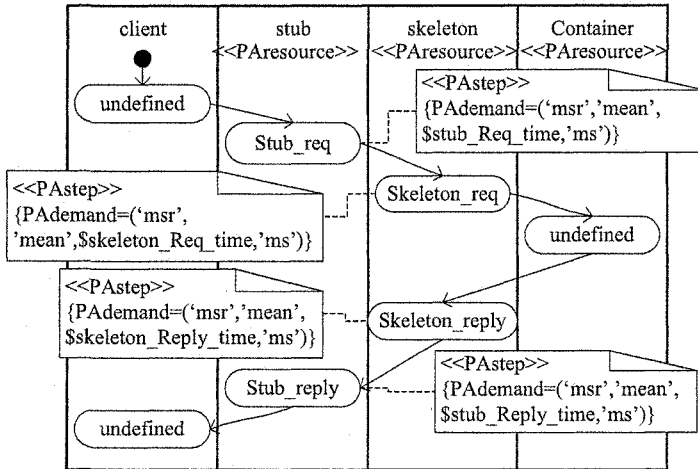 client
stub
skeleton
Container
<<PAresource>>
<<PAresource>>
<<PAresource>>
undefined
<<PAstep>>
{PAdemand=('msr','mean',
$stub_Req_time,'ms')}
Stub_req
<<PAstep>>
{PAdemand=('msr',
'mean',$skeleton_Req_time,'ms')}
Skeleton_req
undefined
<<PAstep>>
{PAdemand=('msr','mean',
$skeleton_Reply_time,'ms')}
Skeleton_reply
<<PAstep>>
{PAdemand=('msr','mean',
$stub_Reply_time,'ms')}
Stub_reply
undefined